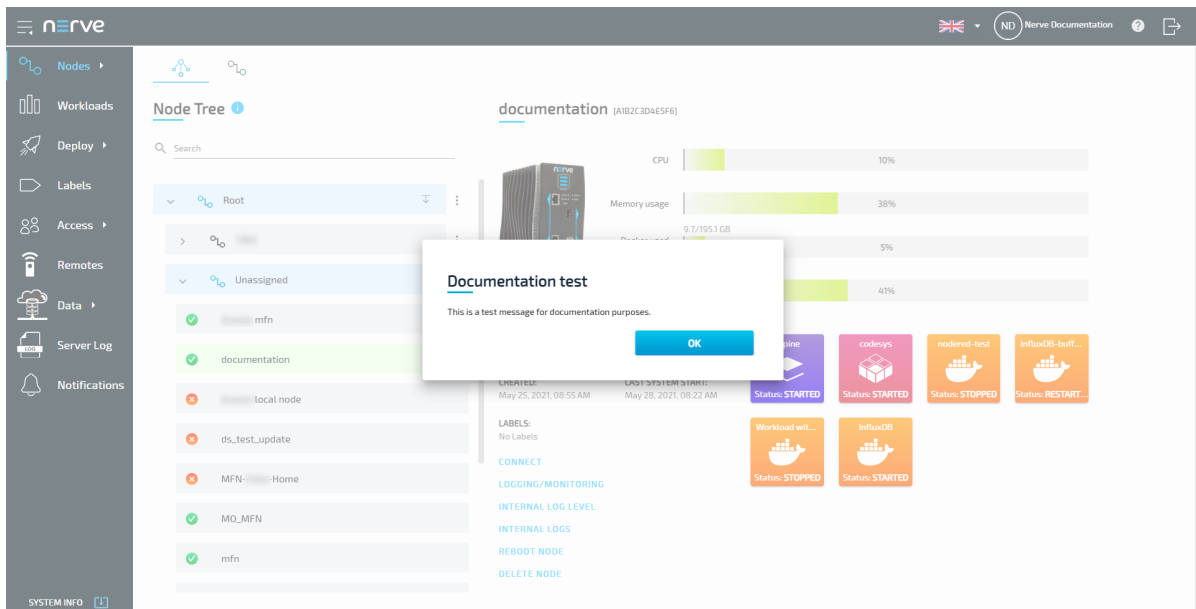 nerve
ND Nerve Documentation
Nodes
Workloads
Deploy
Labels
Access
Remotes
Data
LOG
Server Log
Notifications
SYSTEM INFO
Node Tree
Search
Root
Unassigned
mfn
documentation
local node
ds_test_update
MFN- -Home
MO_MFN
mfn
documentation [A1B2C3D4E5F6]
nerve
CPU 10%
Memory usage 38%
9.7/195.1 GB
5%
41%
Documentation test
This is a test message for documentation purposes.
OK
CREATED: LAST SYSTEM START:
May 25, 2021, 08:55 AM May 28, 2021, 08:22 AM
LABELS:
No Labels
CONNECT
LOGGING/MONITORING
INTERNAL LOG LEVEL
INTERNAL LOGS
REBOOT NODE
DELETE NODE
pine codesys nodered-test influxDB-buff...
Status: STARTED Status: STARTED Status: STOPPED Status: RESTART...
Workload wit... InfluxDB
Status: STOPPED Status: STARTED